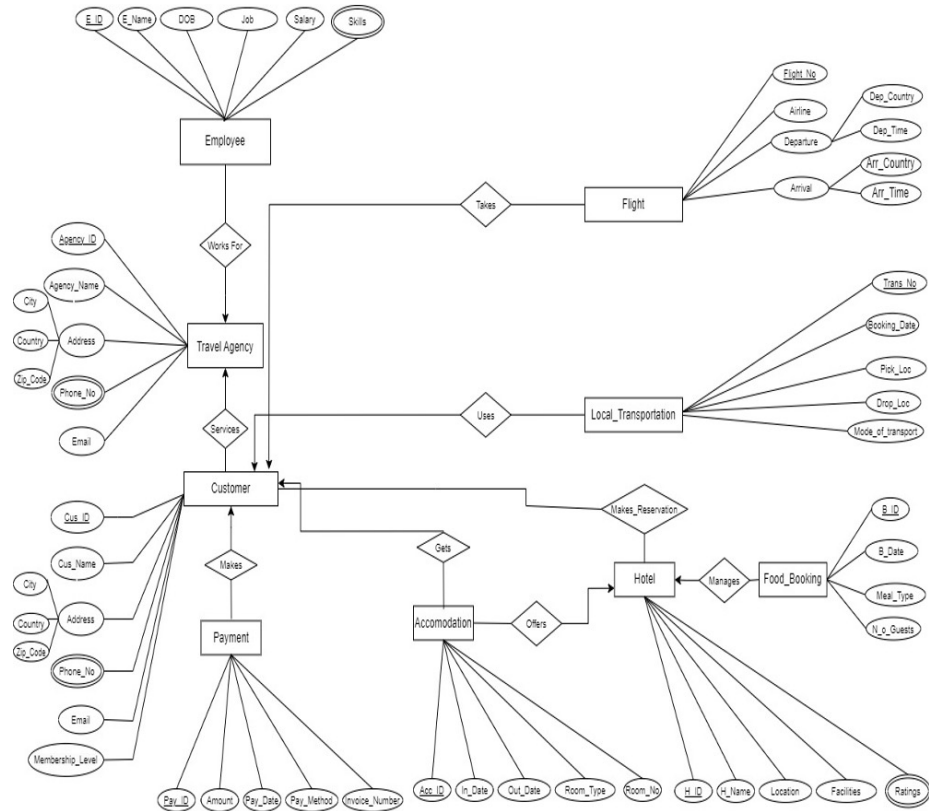 E_ID
E_Name
DOB
Job
Salary
Skills
Employee
Flight_No
Airline
Departure
Dep_Country
Dep_Time
Arrival
Arr_Country
Arr_Time
Takes
Flight
Works For
Agency_ID
Agency_Name
City
Country
Zip_Code
Address
Phone_No
Email
Travel Agency
Services
Uses
Local_Transportation
Trans_No
Booking_Date
Pick_Loc
Drop_Loc
Mode_of_transport
Customer
Cus_ID
Cus_Name
City
Country
Zip_Code
Address
Phone_No
Email
Membership_Level
Makes
Payment
Pay_ID
Amount
Pay_Date
Pay_Method
Invoice_Number
Gets
Accomodation
Offers
Acc_ID
In_Date
Out_Date
Room_Type
Room_No
Makes_Reservation
Hotel
H_ID
H_Name
Location
Facilities
Ratings
Manages
Food_Booking
B_ID
B_Date
Meal_Type
N_o_Guests